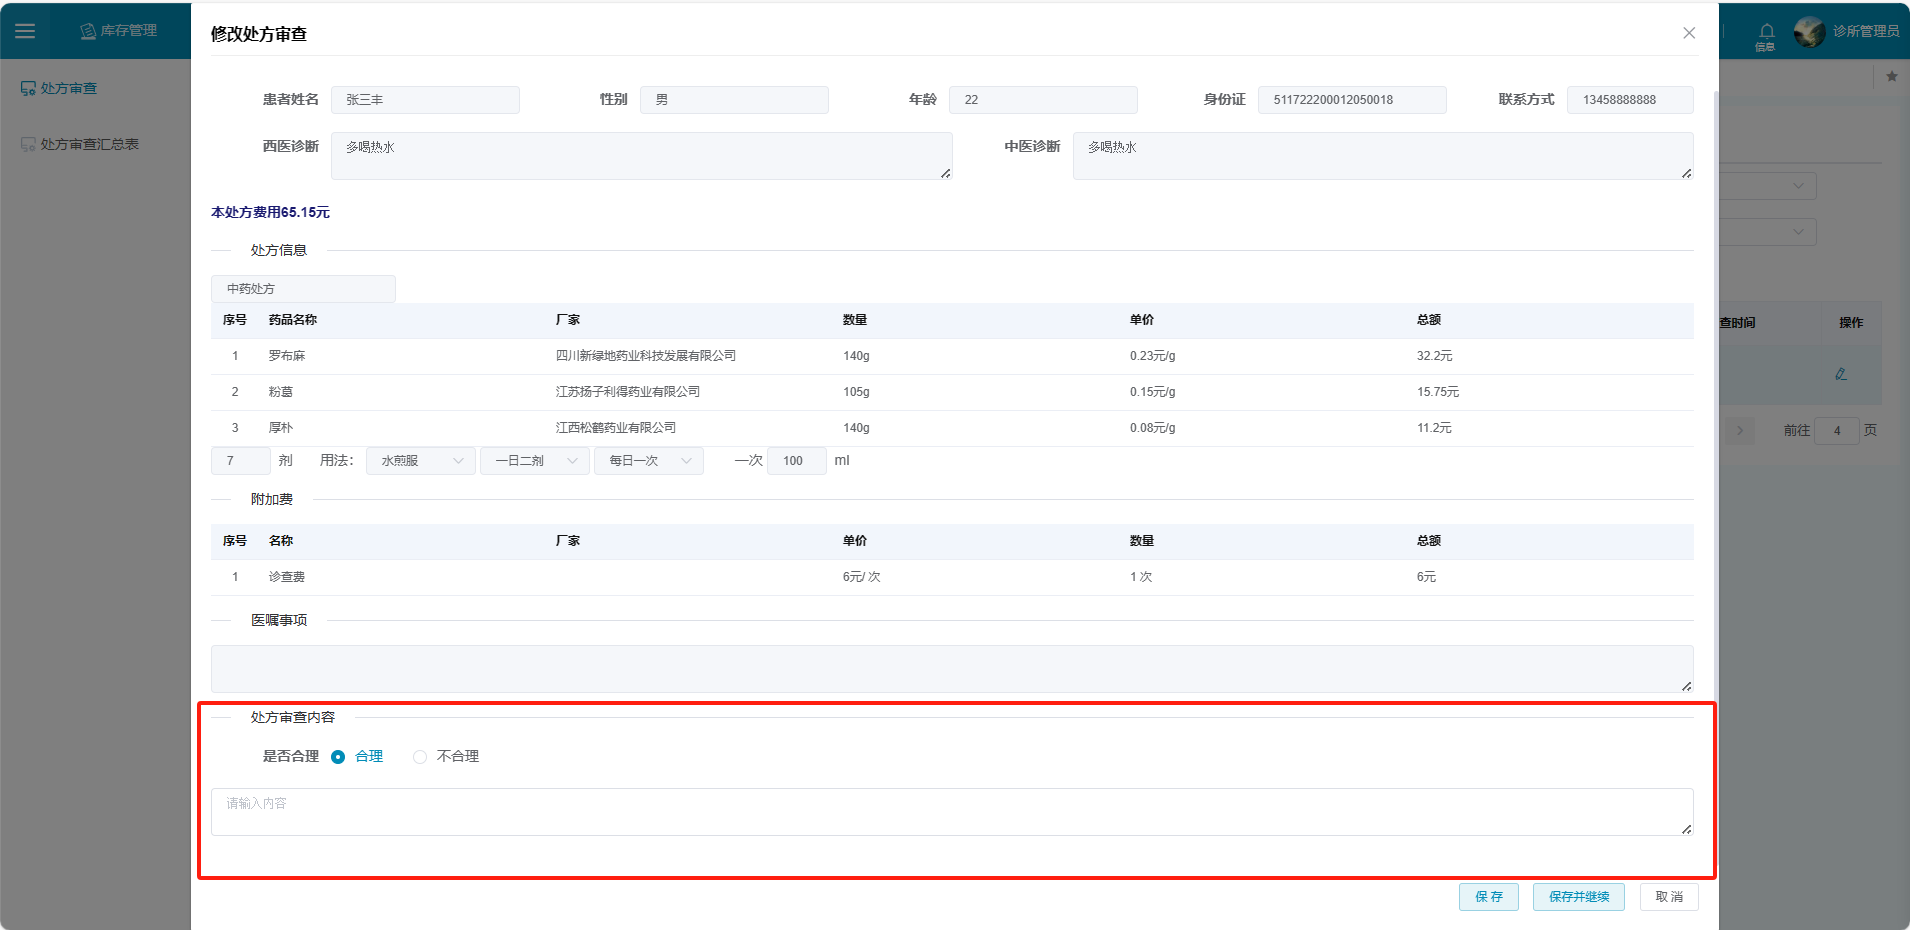 库存管理
修改处方审查
信息
诊所管理员
处方审查
处方审查汇总表
患者姓名 张三丰 性别 男 年龄 22 身份证 511722200012050018 联系方式 13458888888
西医诊断 多喝热水 中医诊断 多喝热水
本处方费用65.15元
处方信息
中药处方
序号 药品名称 厂家 数量 单价 总额
1 罗布麻 四川新绿地药业科技发展有限公司 140g 0.23元/g 32.2元
2 粉葛 江苏扬子利得药业有限公司 105g 0.15元/g 15.75元
3 厚朴 江西松鹤药业有限公司 140g 0.08元/g 11.2元
7 剂 用法： 水煎服 一日二剂 每日一次 一次 100 ml
查时间 操作
前往 4 页
附加费
序号 名称 厂家 单价 数量 总额
1 诊查费 6元/ 次 1 次 6元
医嘱事项
处方审查内容
是否合理 合理 不合理
请输入内容
保 存 保存并继续 取 消